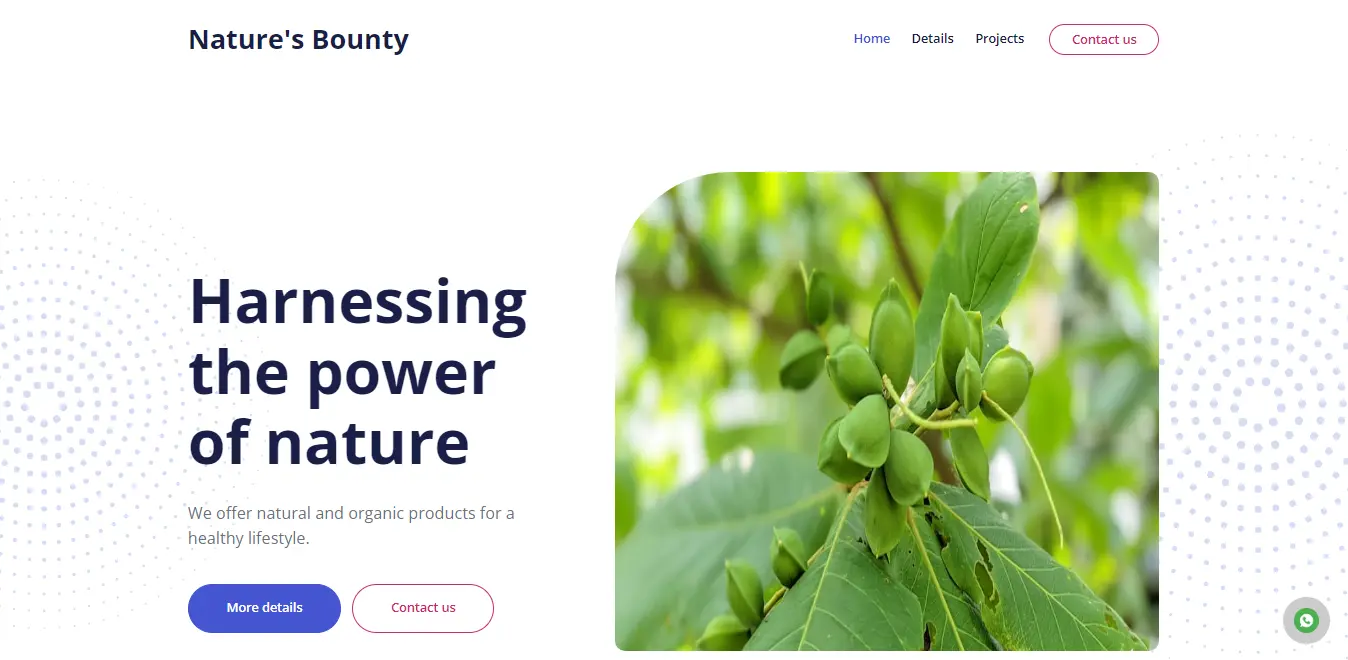 Nature's Bounty
Home Details Projects Contact us
Harnessing
the power
of nature
We offer natural and organic products for a
healthy lifestyle.
More details Contact us